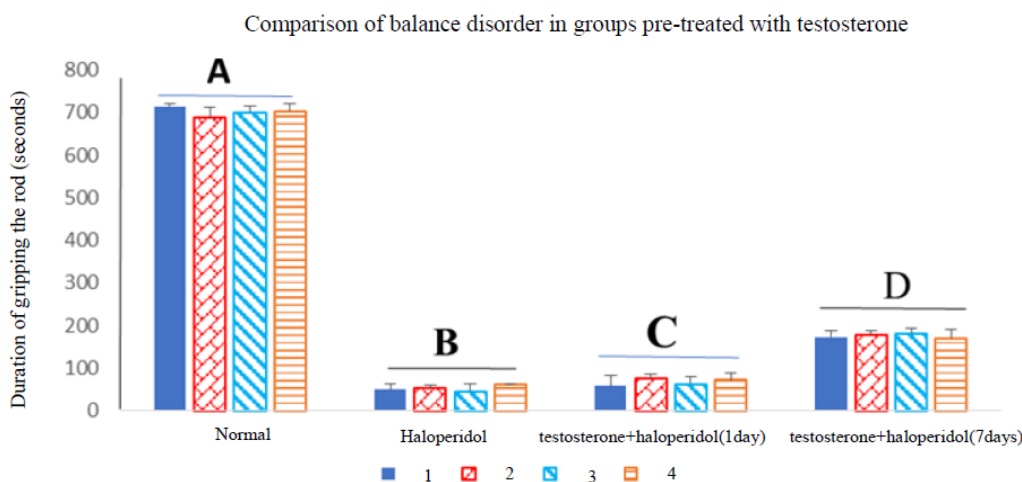 Comparison of balance disorder in groups pre-treated with testosterone
Duration of gripping the rod (seconds)
800
700
600
500
400
300
200
100
0
A
B
C
D
Normal
Haloperidol
testosterone+haloperidol(1day)
testosterone+haloperidol(7days)
1 2 3 4